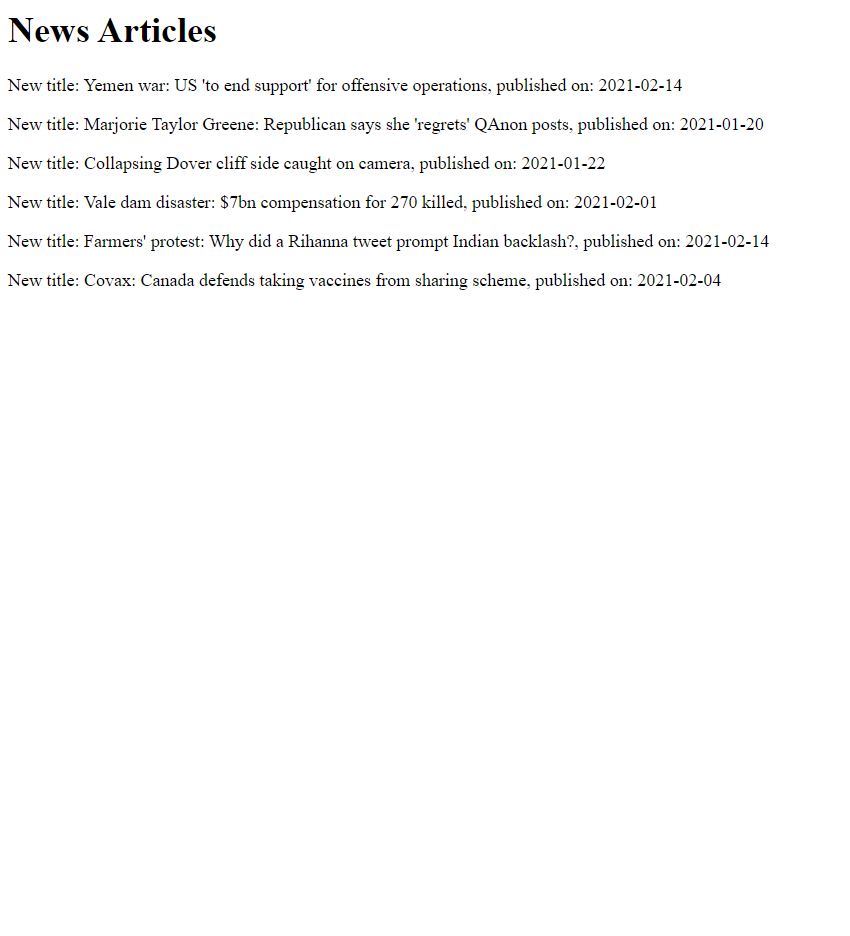 News Articles
New title: Yemen war: US 'to end support' for offensive operations, published on: 2021-02-14
New title: Marjorie Taylor Greene: Republican says she 'regrets' QAnon posts, published on: 2021-01-20
New title: Collapsing Dover cliff side caught on camera, published on: 2021-01-22
New title: Vale dam disaster: $7bn compensation for 270 killed, published on: 2021-02-01
New title: Farmers' protest: Why did a Rihanna tweet prompt Indian backlash?, published on: 2021-02-14
New title: Covax: Canada defends taking vaccines from sharing scheme, published on: 2021-02-04